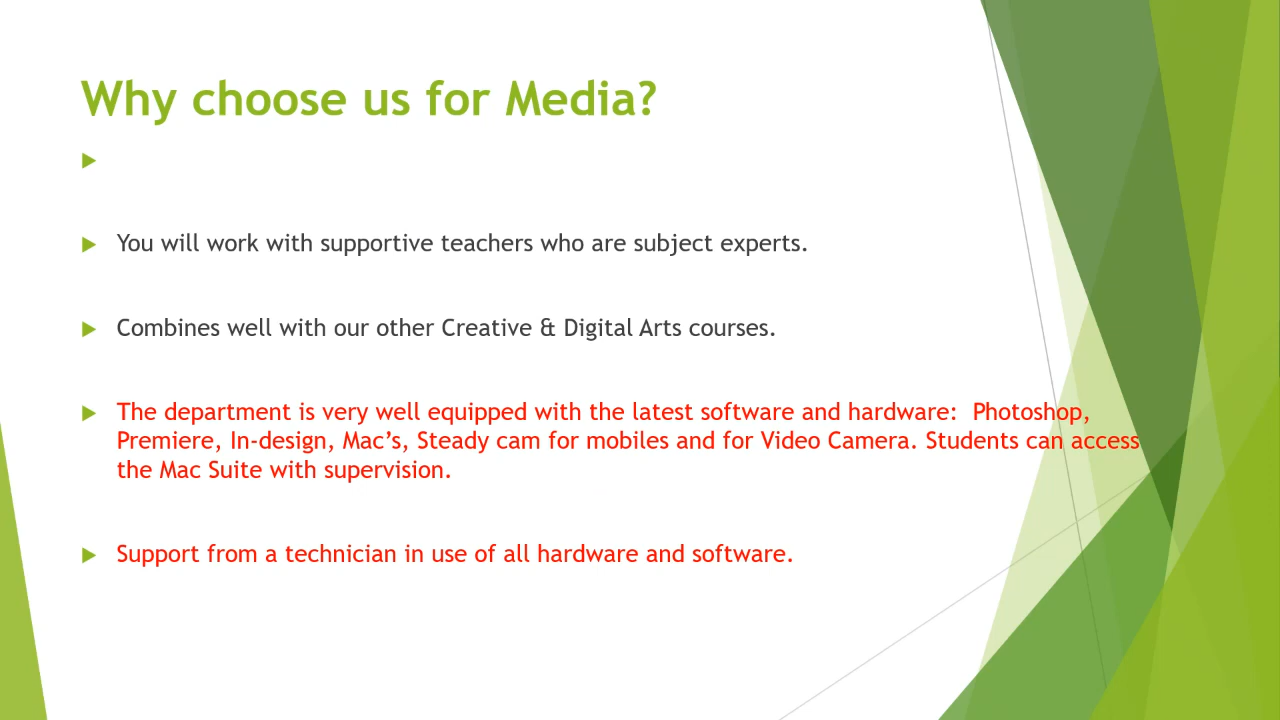 Why choose us for Media?
You will work with supportive teachers who are subject experts.
Combines well with our other Creative & Digital Arts courses.
The department is very well equipped with the latest software and hardware:  Photoshop,
Premiere, In-design, Mac’s, Steady cam for mobiles and for Video Camera. Students can access
the Mac Suite with supervision.
Support from a technician in use of all hardware and software.